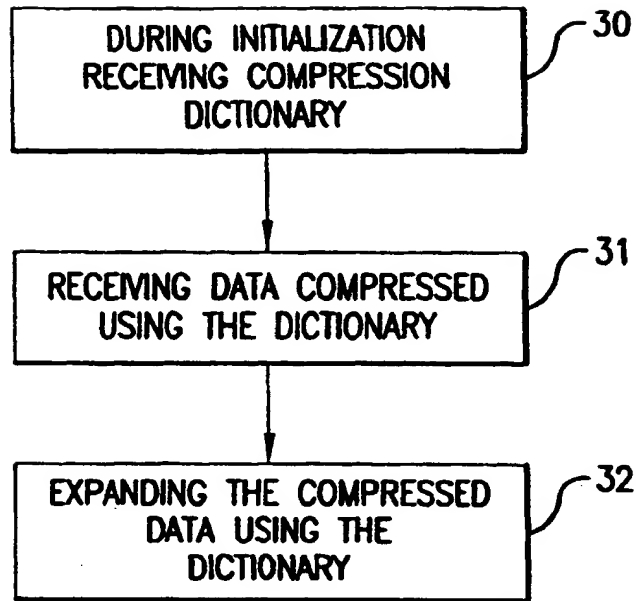 DURING INITIALIZATION
RECEIVING COMPRESSION
DICTIONARY
30
RECEIVING DATA COMPRESSED
USING THE DICTIONARY
31
EXPANDING THE COMPRESSED
DATA USING THE
DICTIONARY
32